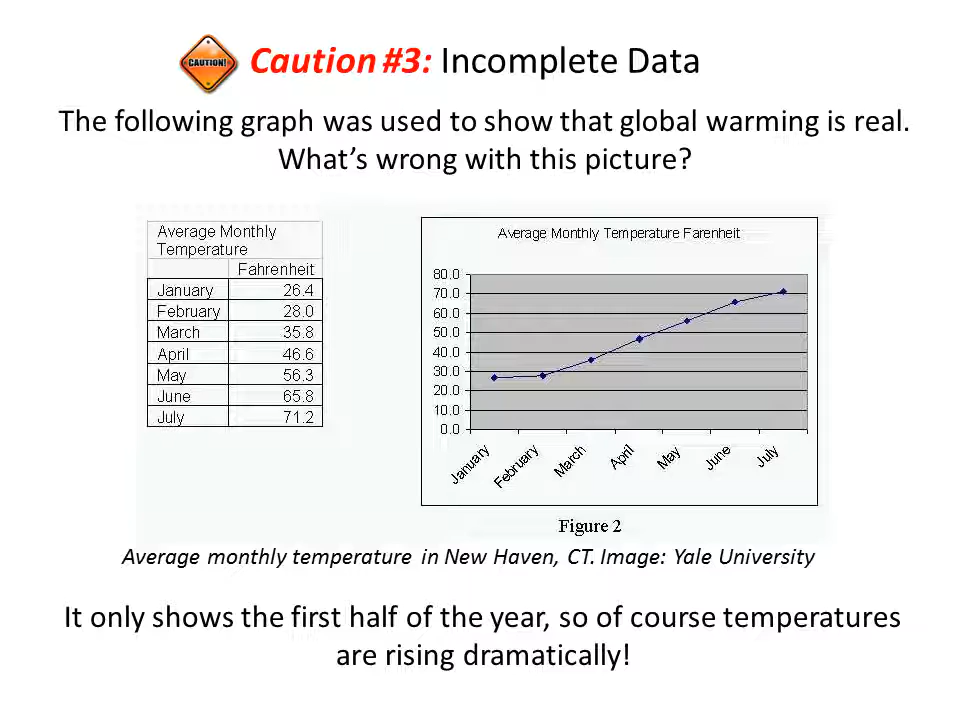 CAUTION!
Caution #3: Incomplete Data
The following graph was used to show that global warming is real.
What’s wrong with this picture?
Average Monthly
Temperature
Fahrenheit
January 26.4
February 28.0
March 35.8
April 46.6
May 56.3
June 65.8
July 71.2
Average Monthly Temperature Farenheit
80.0
70.0
60.0
50.0
40.0
30.0
20.0
10.0
0.0
January
February
March
April
May
June
July
Figure 2
Average monthly temperature in New Haven, CT. Image: Yale University
It only shows the first half of the year, so of course temperatures
are rising dramatically!